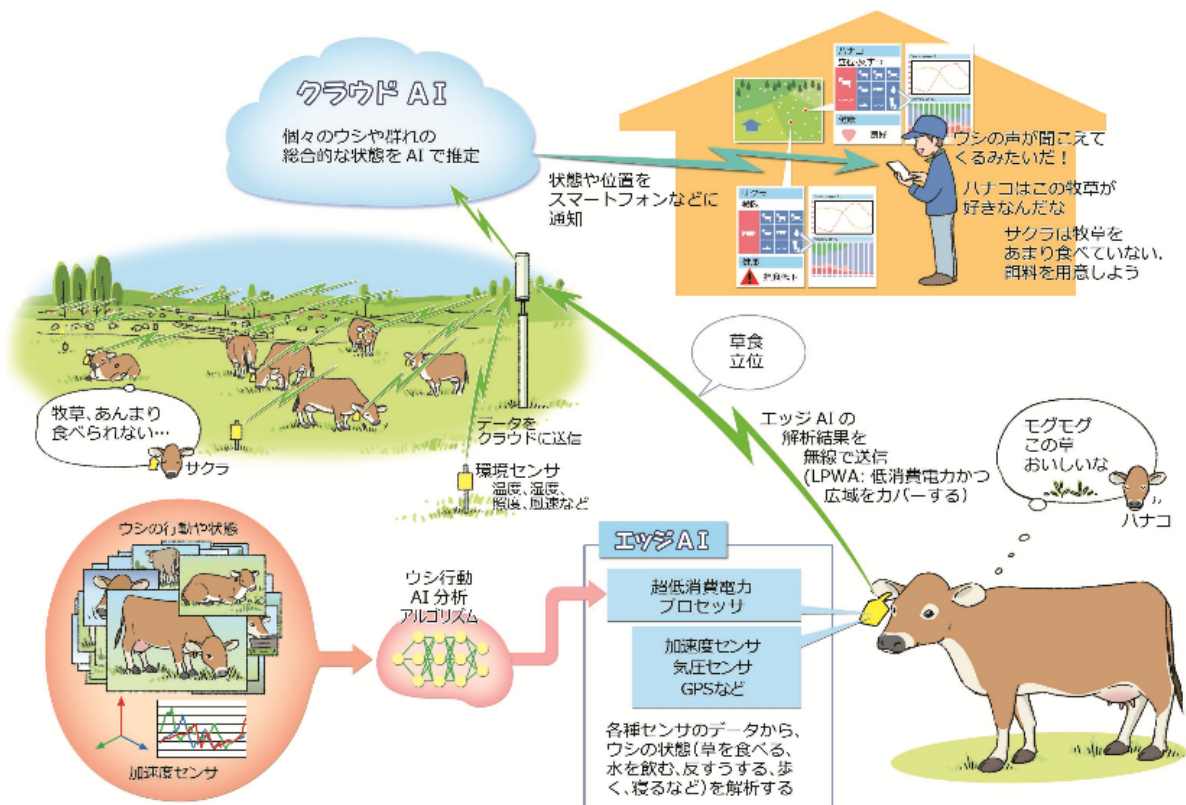 クラウドAI
個々のウシや群れの
総合的な状態をAIで推定
状態や位置を
スマートフォンなどに
通知
ハナコ
健康
良好
サクラ
健康
ウシの声が聞こえて
くるみたいだ!
ハナコはこの牧草が
好きなんだな
サクラは牧草を
あまり食べていない、
餌料を用意しよう
牧草、あんまり
食べられない…
サクラ
データを
クラウドに送信
環境センサ
温度、湿度、
照度、風速など
草食
立位
エッジAIの
解析結果を
無線で送信
(LPWA: 低消費電力かつ
広域をカバーする)
モグモグ
この草
おいしいな
ハナコ
ウシの行動や状態
加速度センサ
ウシ行動
AI分析
アルゴリズム
エッジAI
超低消費電力
プロセッサ
加速度センサ
気圧センサ
GPSなど
各種センサのデータから、
ウシの状態(草を食べる、
水を飲む、反すうする、歩
く、寝るなど)を解析する